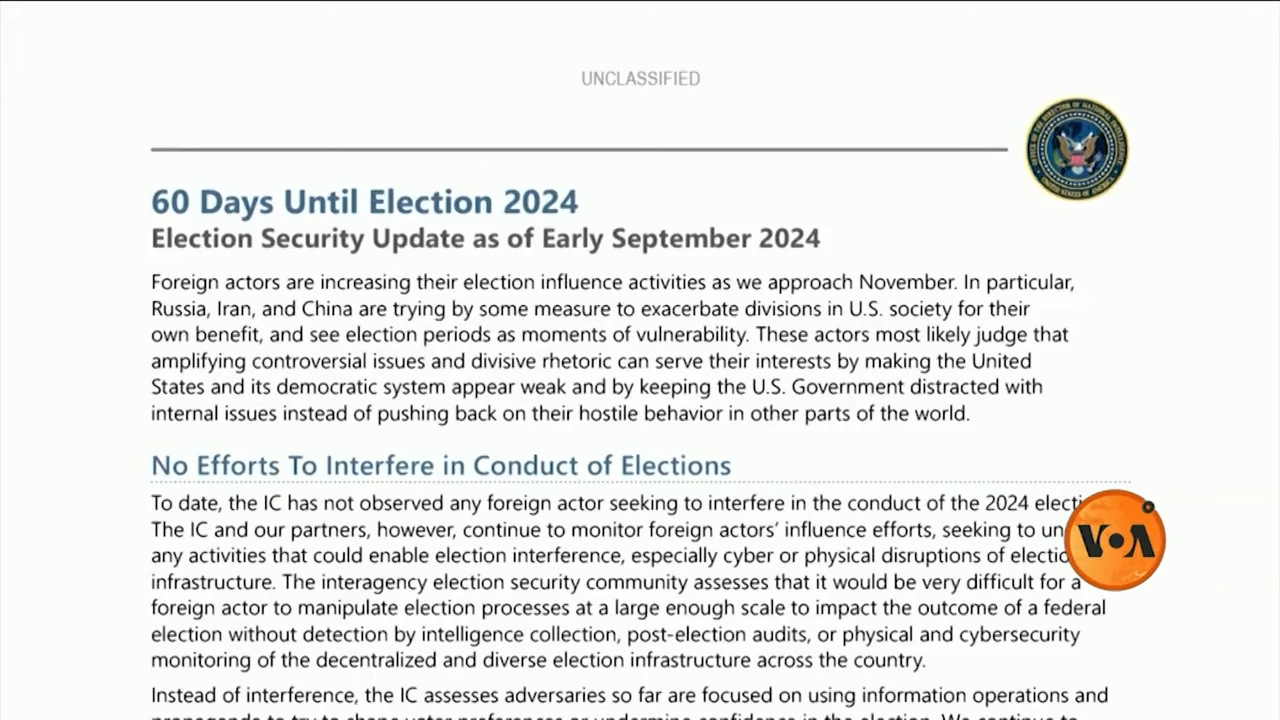 UNCLASSIFIED
OFFICE OF THE DIRECTOR OF NATIONAL INTELLIGENCE
UNITED STATES OF AMERICA
60 Days Until Election 2024
Election Security Update as of Early September 2024
Foreign actors are increasing their election influence activities as we approach November. In particular,
Russia, Iran, and China are trying by some measure to exacerbate divisions in U.S. society for their
own benefit, and see election periods as moments of vulnerability. These actors most likely judge that
amplifying controversial issues and divisive rhetoric can serve their interests by making the United
States and its democratic system appear weak and by keeping the U.S. Government distracted with
internal issues instead of pushing back on their hostile behavior in other parts of the world.
No Efforts To Interfere in Conduct of Elections
To date, the IC has not observed any foreign actor seeking to interfere in the conduct of the 2024
The IC and our partners, however, continue to monitor foreign actors’ influence efforts, seeking to
any activities that could enable election interference, especially cyber or physical disruptions of
VOA
infrastructure. The interagency election security community assesses that it would be very difficult for a
foreign actor to manipulate election processes at a large enough scale to impact the outcome of a federal
election without detection by intelligence collection, post-election audits, or physical and cybersecurity
monitoring of the decentralized and diverse election infrastructure across the country.
Instead of interference, the IC assesses adversaries so far are focused on using information operations and